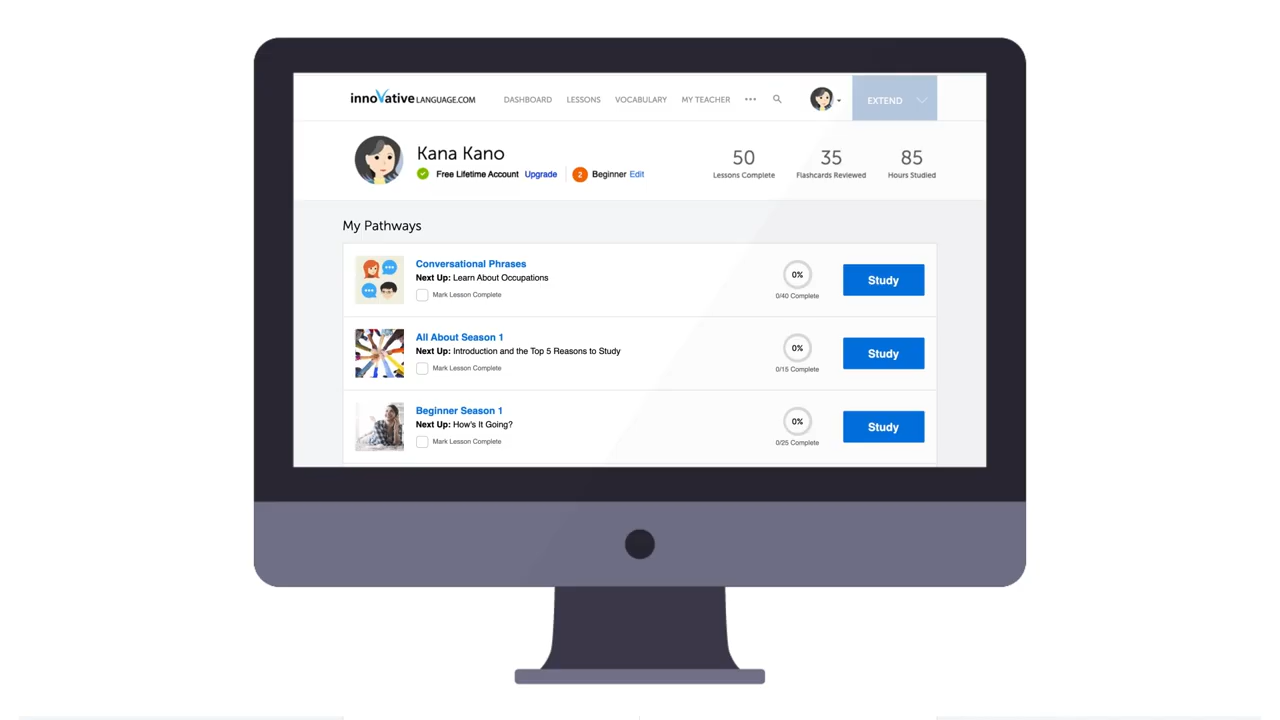 innoVative LANGUAGE.COM DASHBOARD LESSONS VOCABULARY MY TEACHER ••• EXTEND
Kana Kano
Free Lifetime Account Upgrade 2 Beginner Edit
50 35 85
Lessons Complete Flashcards Reviewed Hours Studied
My Pathways
Conversational Phrases
Next Up: Learn About Occupations
Mark Lesson Complete
0%
0/40 Complete
Study
All About Season 1
Next Up: Introduction and the Top 5 Reasons to Study
Mark Lesson Complete
0%
0/15 Complete
Study
Beginner Season 1
Next Up: How's It Going?
Mark Lesson Complete
0%
0/25 Complete
Study